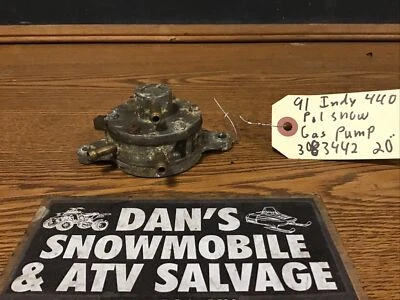 91 Indy 440
Pol snow
Gas Pump
3083442 20
DAN'S
SNOWMOBILE
& ATV SALVAGE